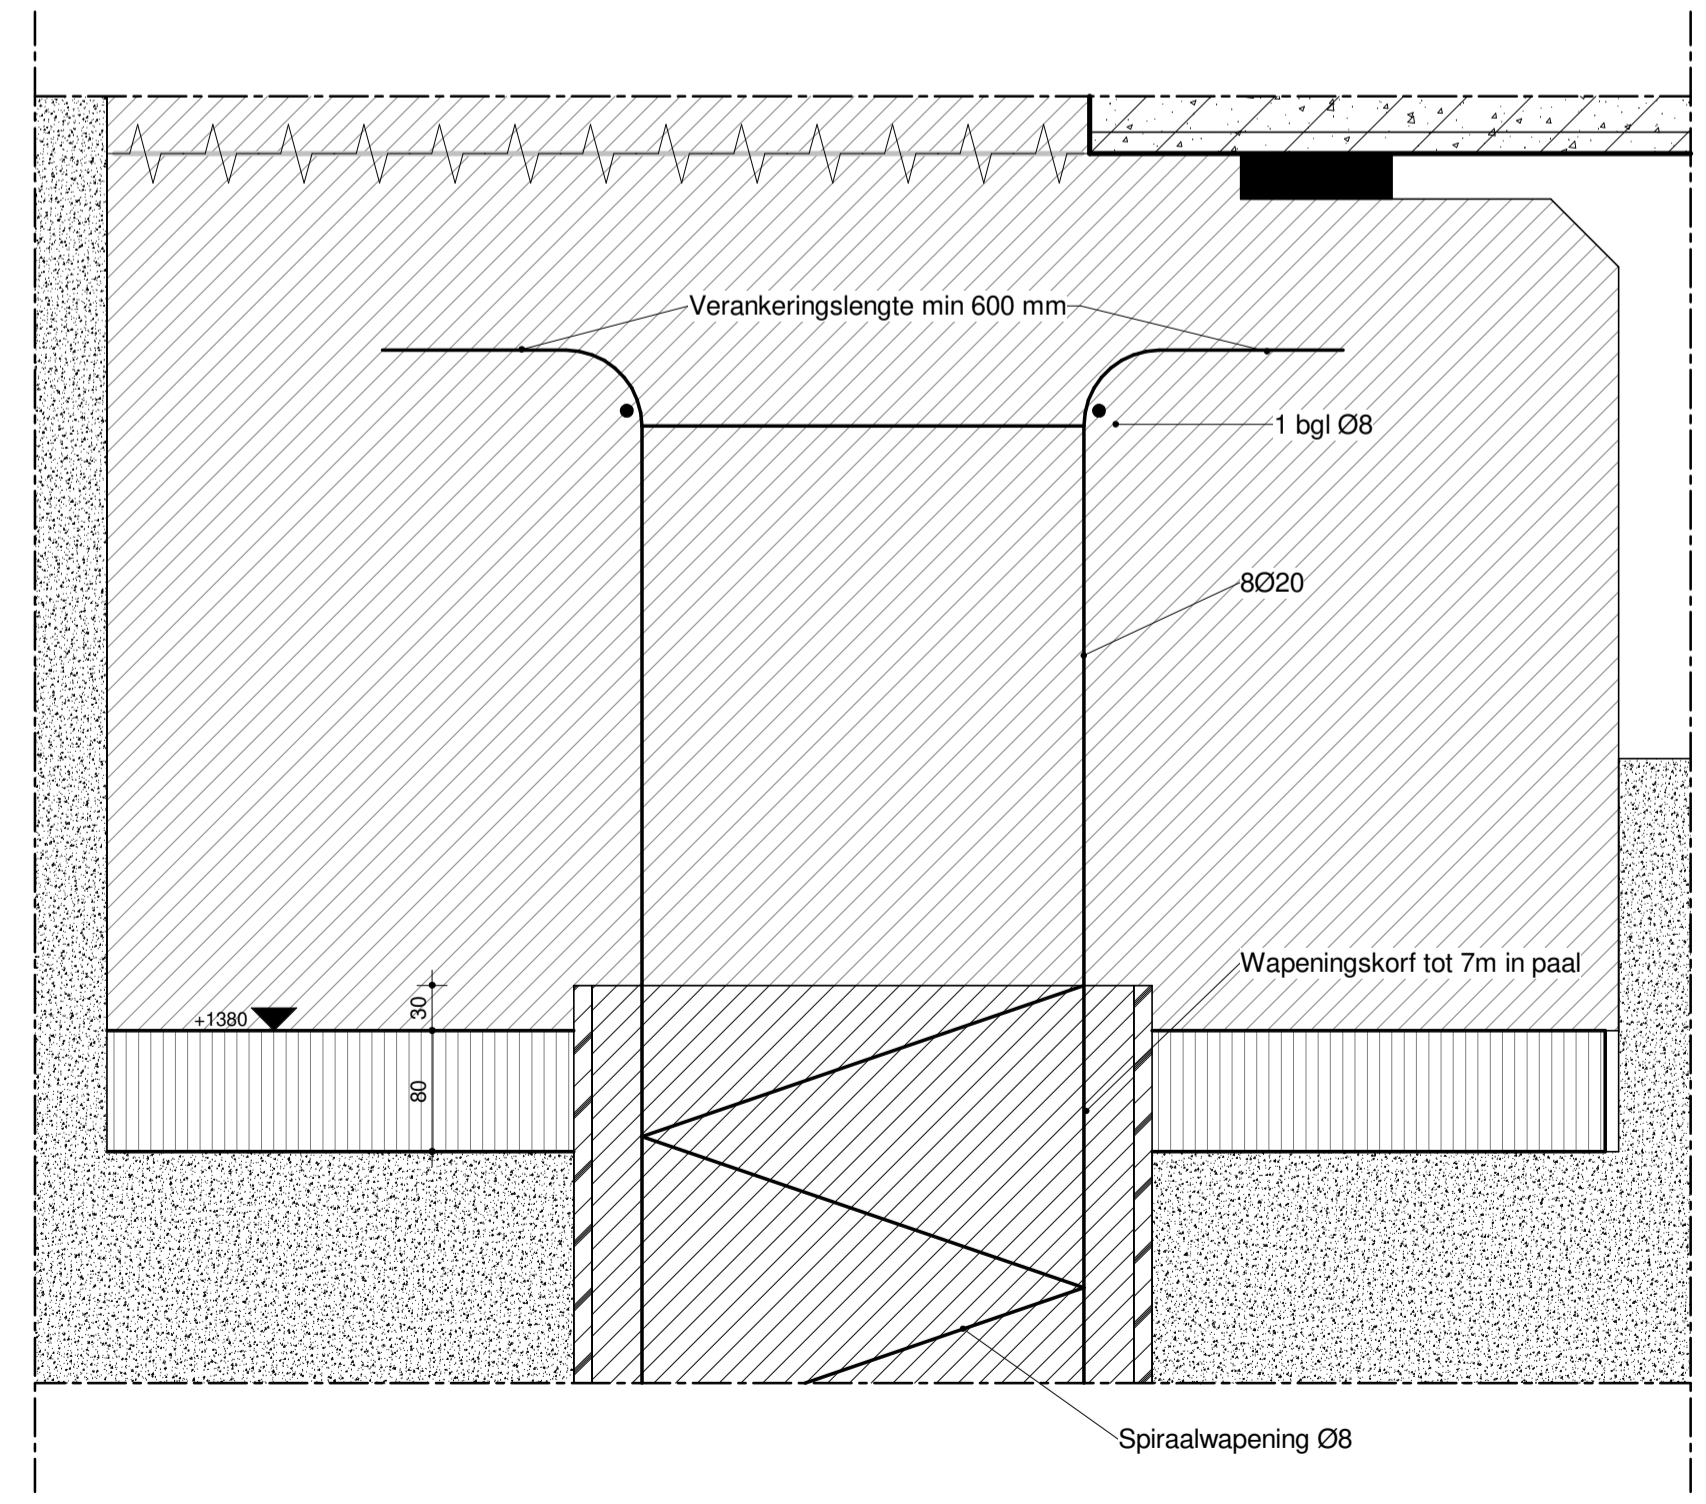 Verankeringslengte min 600 mm
1 bgl Ø8
8Ø20
Wapeningskorf tot 7m in paal
30
+1380
80
Spiraalwapening Ø8